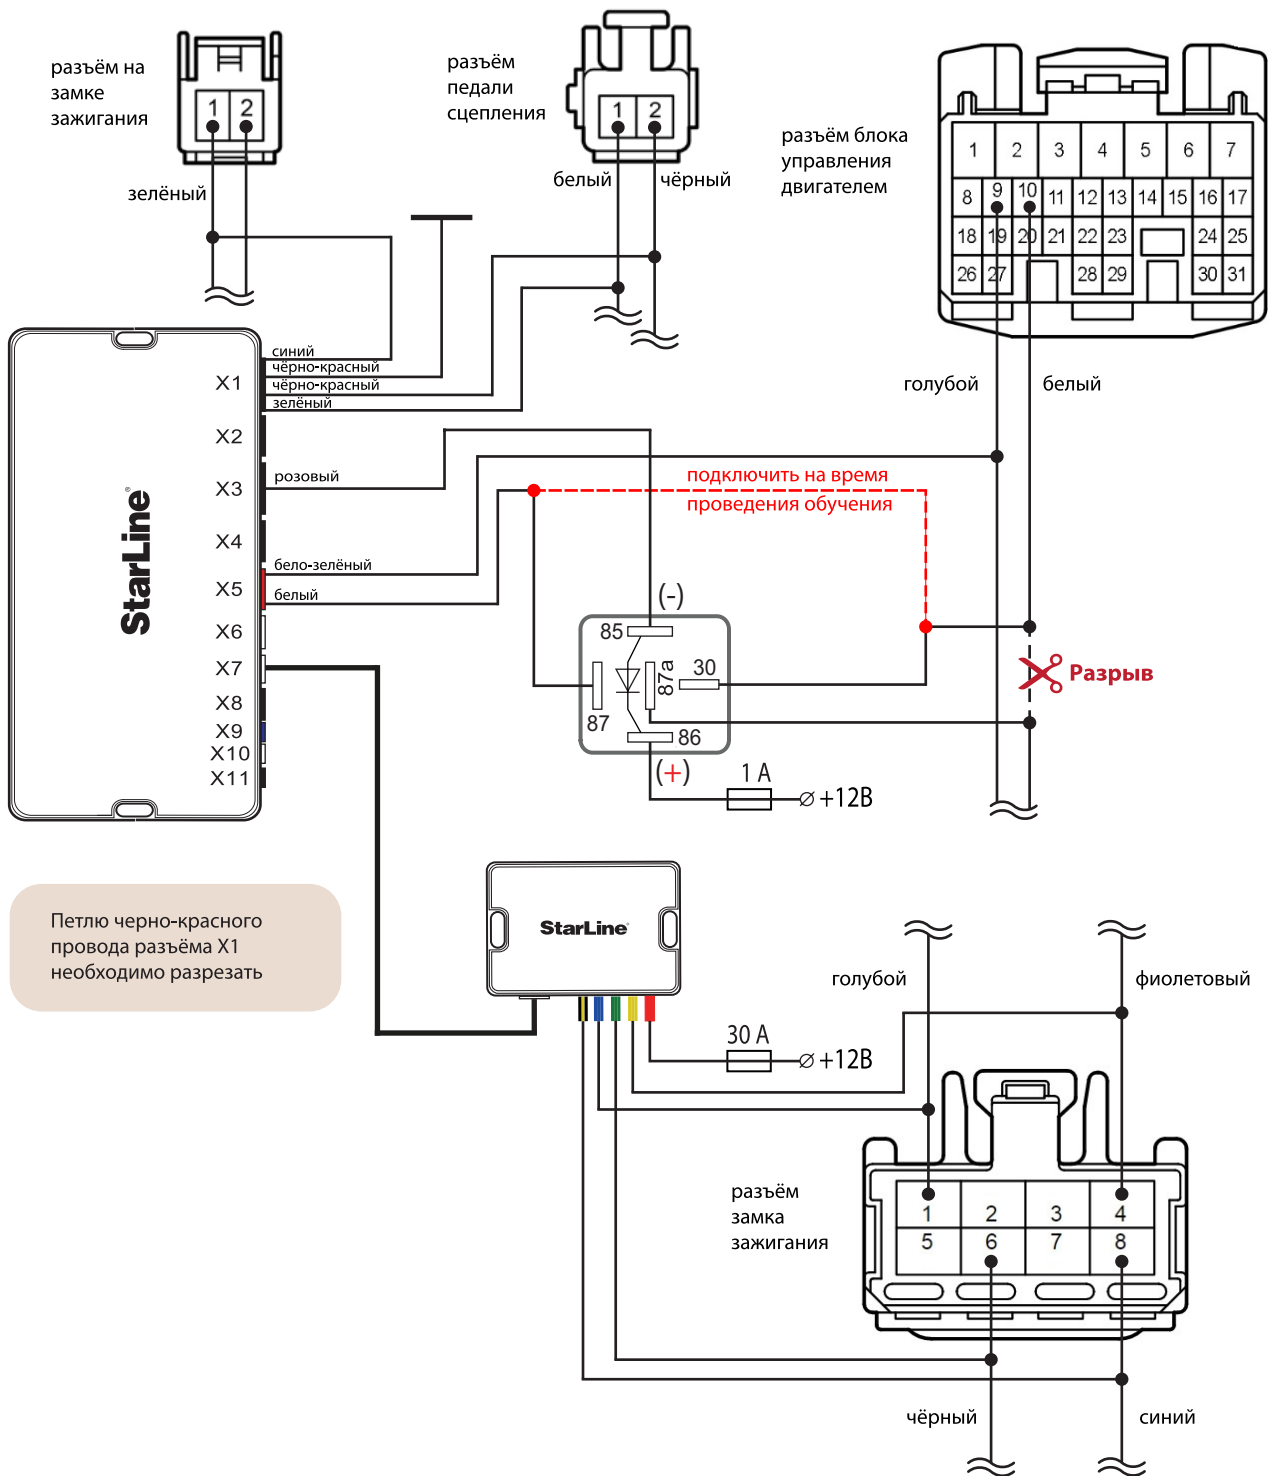 разъём на
замке
зажигания
1 2
зелёный
разъём
педали
сцепления
1 2
белый
чёрный
разъём блока
управления
двигателем
1 2 3 4 5 6 7
8 9 10 11 12 13 14 15 16 17
18 19 20 21 22 23 24 25
26 27 28 29 30 31
голубой
белый
StarLine®
X1
X2
X3
X4
X5
X6
X7
X8
X9
X10
X11
синий
чёрно-красный
чёрно-красный
зелёный
розовый
бело-зелёный
белый
подключить на время
проведения обучения
(-)
85
87a
30
87
86
(+)
1 A
+12В
Разрыв
Петлю черно-красного
провода разъёма X1
необходимо разрезать
StarLine®
30 A
+12В
голубой
фиолетовый
разъём
замка
зажигания
1 2 3 4
5 6 7 8
чёрный
синий